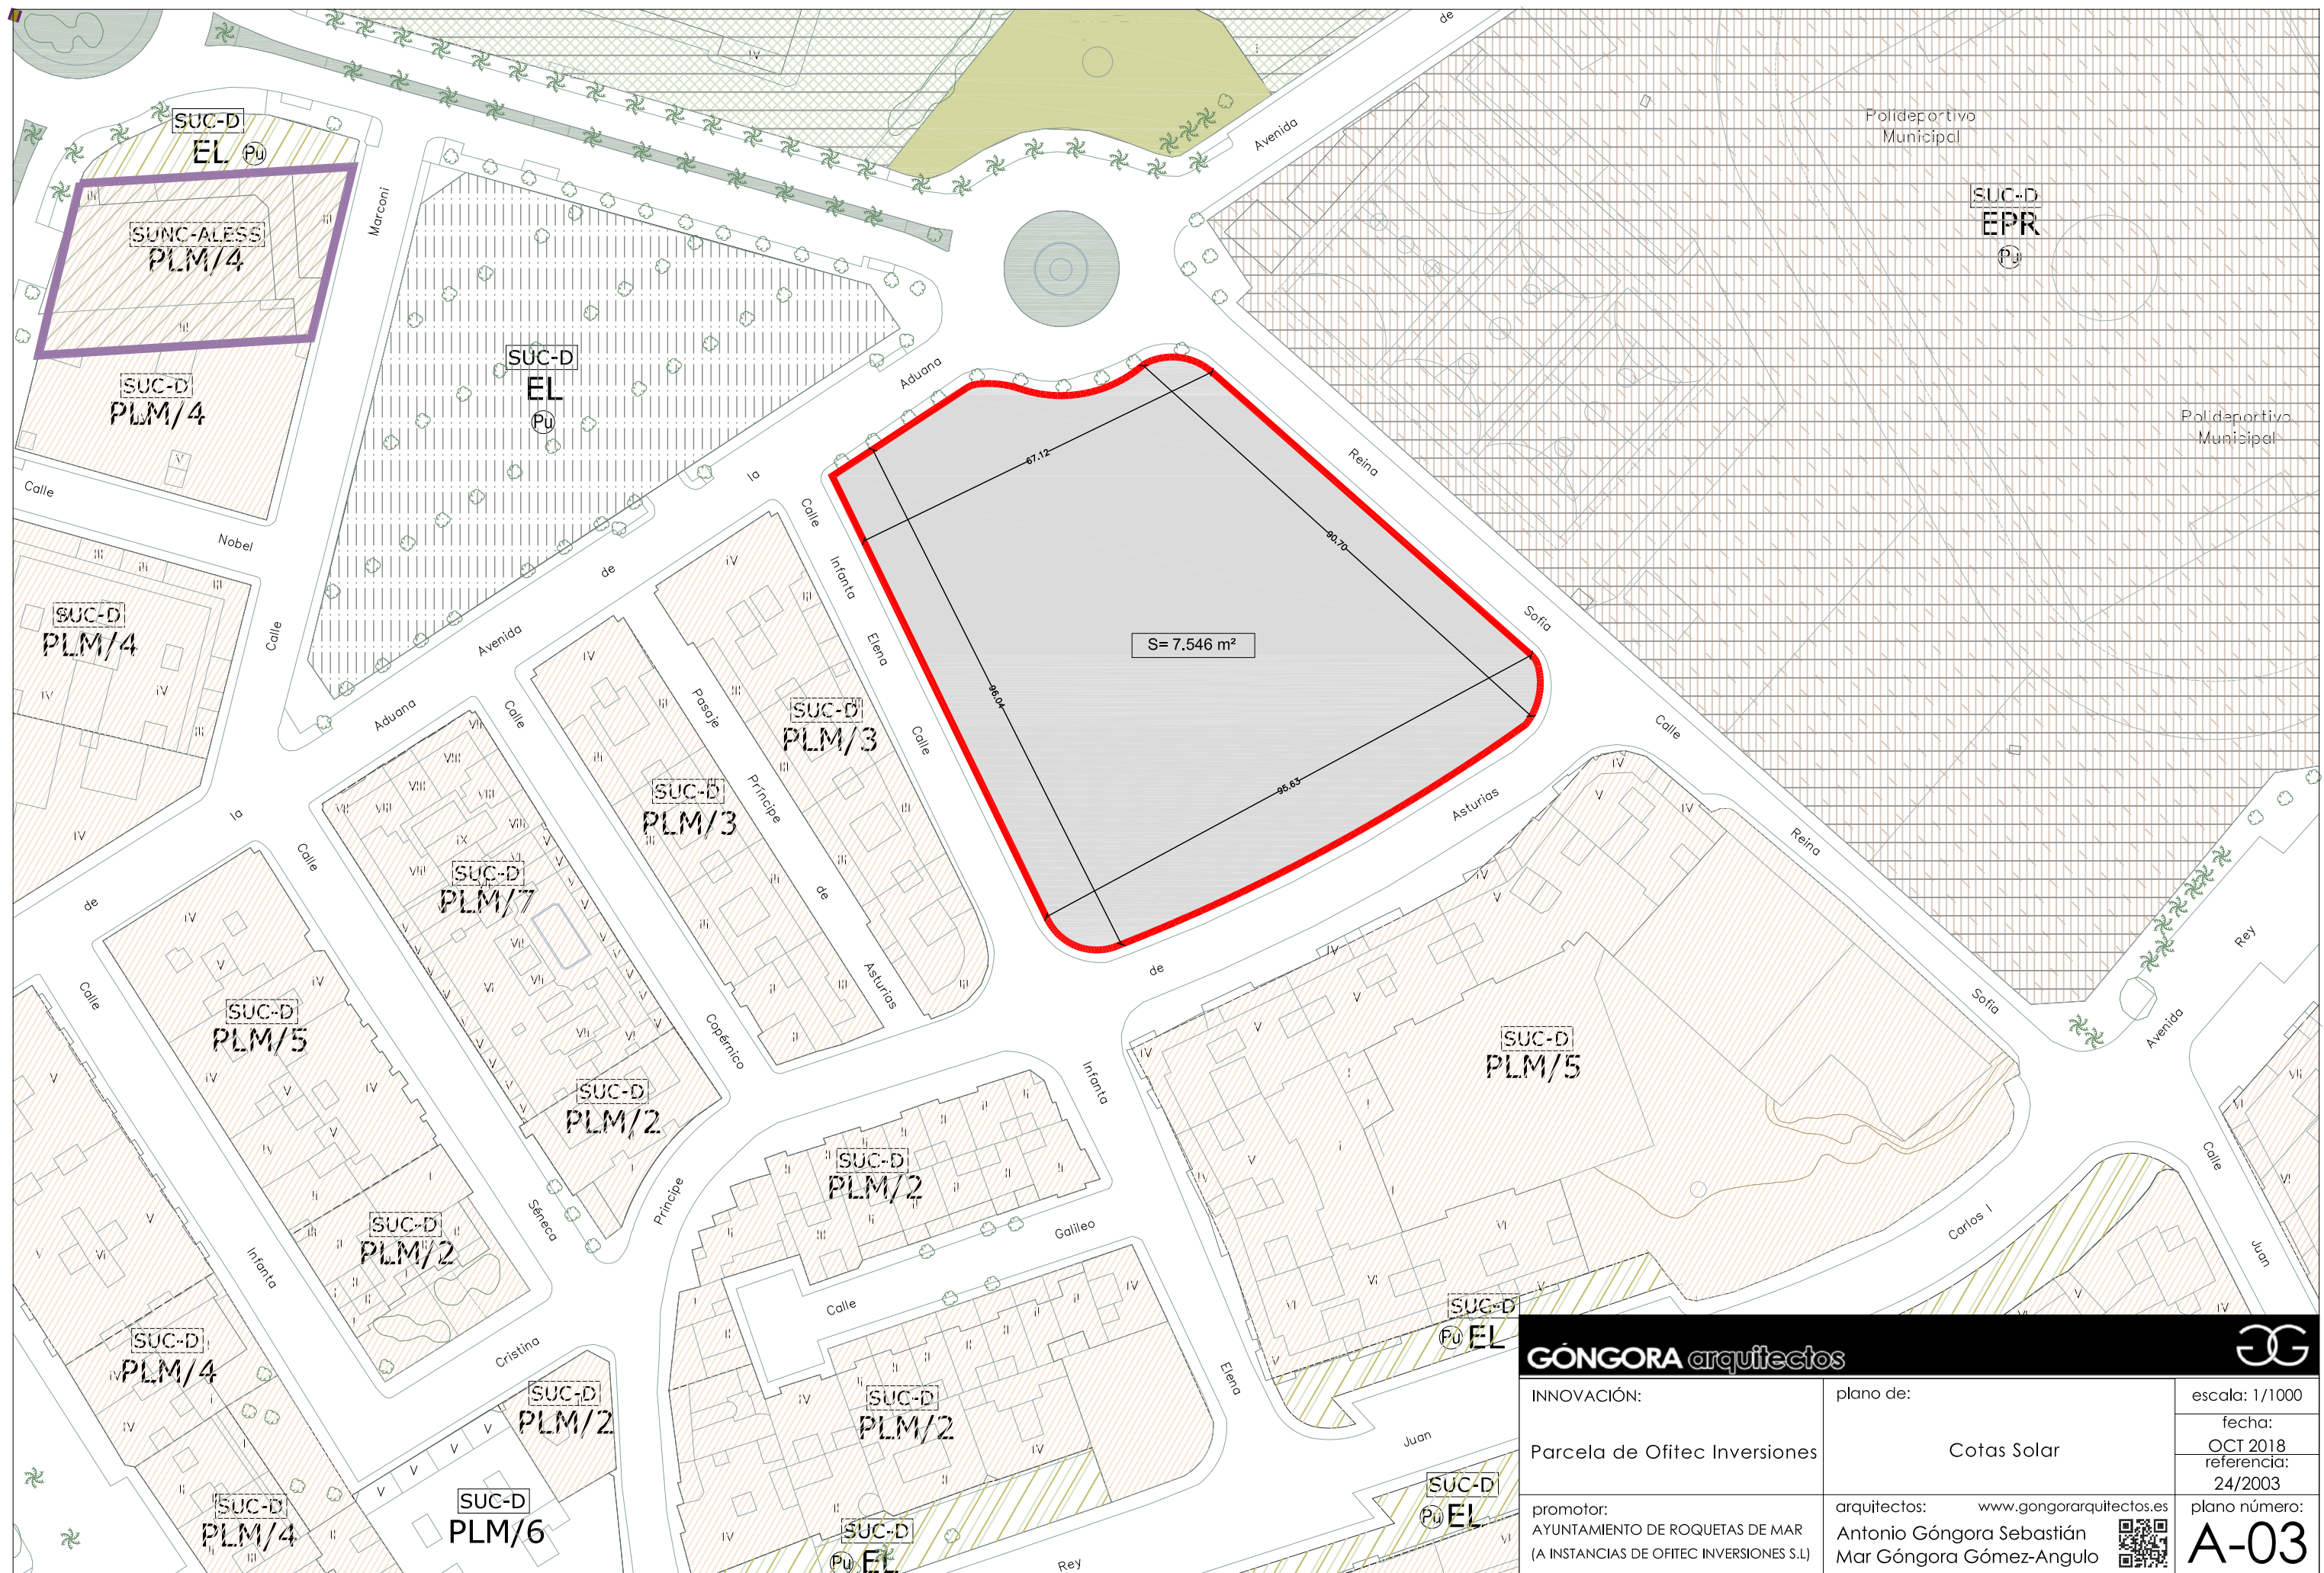 de
Avenida
Polideportivo
Municipal
SUC-D
EPR
Pu
Polideportivo
Municipal
SUC-D
EL Pu
SUNC-ALESS
PLM/4
Marconi
SUC-D
PLM/4
Calle
Nobel
SUC-D
EL
Pu
Aduana
la
de
Avenida
Aduana
la
de
Calle
SUC-D
PLM/4
Calle
Infanta
Elena
Calle
67.12
90.70
96.04
95.63
S= 7.546 m²
Reina
Sofía
Calle
Reina
Sofía
Asturias
de
SUC-D
PLM/3
SUC-D
PLM/3
Pasaje
Príncipe
de
Asturias
Calle
Copérnico
SUC-D
PLM/7
SUC-D
PLM/2
Calle
Séneca
Príncipe
SUC-D
PLM/5
SUC-D
PLM/2
Calle
Infanta
Cristina
SUC-D
PLM/4
SUC-D
PLM/4
SUC-D
PLM/2
SUC-D
PLM/6
SUC-D
PLM/2
Galileo
Calle
SUC-D
PLM/2
SUC-D
Pu EL
Infanta
Elena
SUC-D
PLM/5
SUC-D
Pu EL
SUC-D
Pu EL
Juan
Rey
Rey
Avenida
Calle
Juan
Carlos I
GÓNGORA arquitectos
INNOVACIÓN:
Parcela de Ofitec Inversiones
plano de:
Cotas Solar
escala: 1/1000
fecha:
OCT 2018
referencia:
24/2003
promotor:
AYUNTAMIENTO DE ROQUETAS DE MAR
(A INSTANCIAS DE OFITEC INVERSIONES S.L)
arquitectos: www.gongorarquitectos.es
Antonio Góngora Sebastián
Mar Góngora Gómez-Angulo
plano número:
A-03